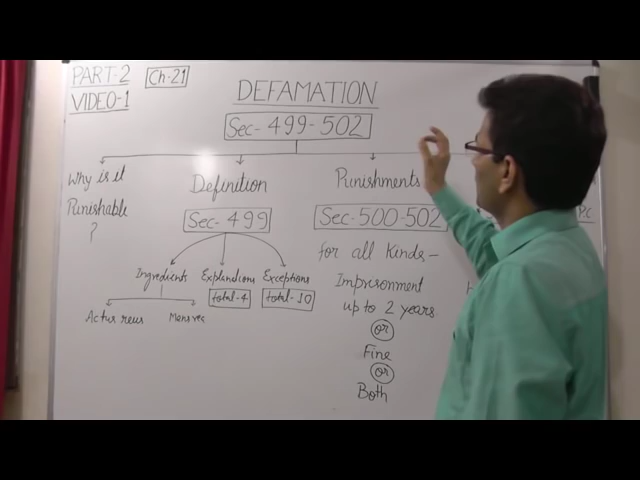 PART-2
VIDEO-1
Ch-21
DEFAMATION
Sec-499-502
Why is it
Punishable
?
Definition
Sec-499
Ingredients
Actus reus
Mens rea
Explanations
total-4
Exceptions
total-10
Punishments
Sec-500-502
for all Kinds-
Imprisonment
up to 2 years
or
Fine
or
Both